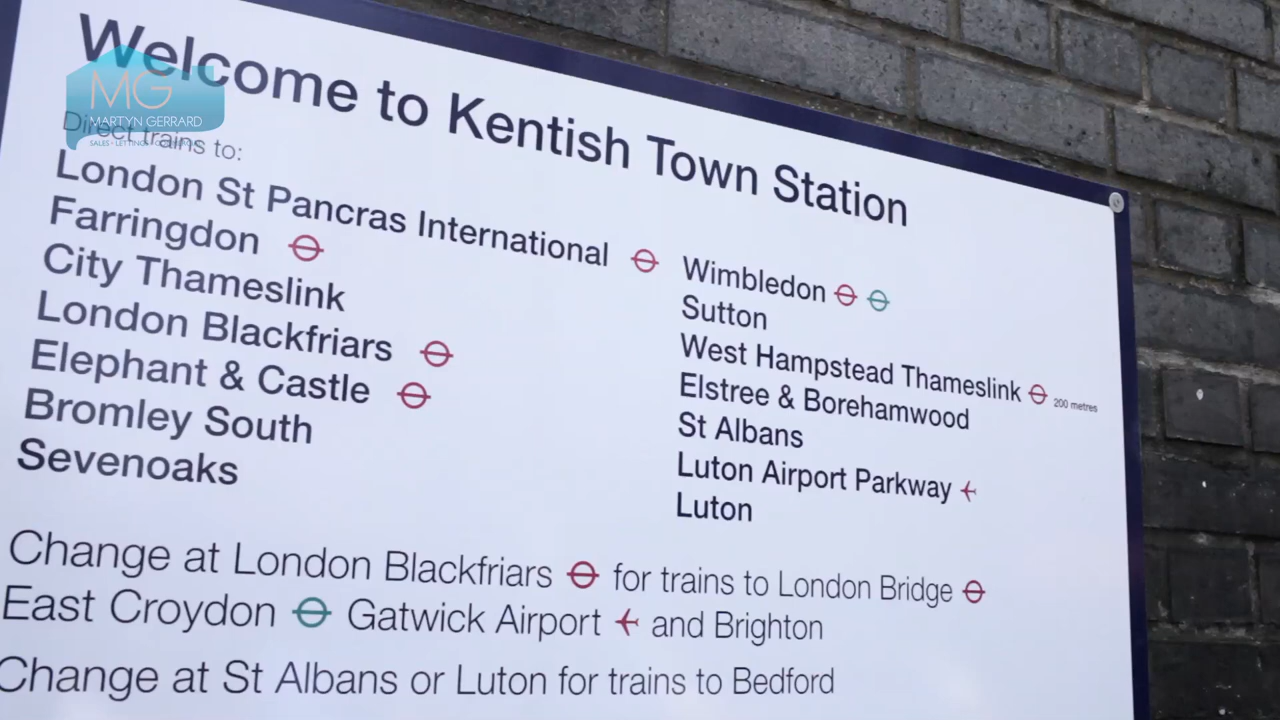 Welcome to Kentish Town Station
MG
MARTYN GERRARD
SALES · LETTINGS · COMMERCIAL
Direct trains to:
London St Pancras International
Farringdon
City Thameslink
London Blackfriars
Elephant & Castle
Bromley South
Sevenoaks
Wimbledon
Sutton
West Hampstead Thameslink 200 metres
Elstree & Borehamwood
St Albans
Luton Airport Parkway
Luton
Change at London Blackfriars for trains to London Bridge
East Croydon Gatwick Airport and Brighton
Change at St Albans or Luton for trains to Bedford